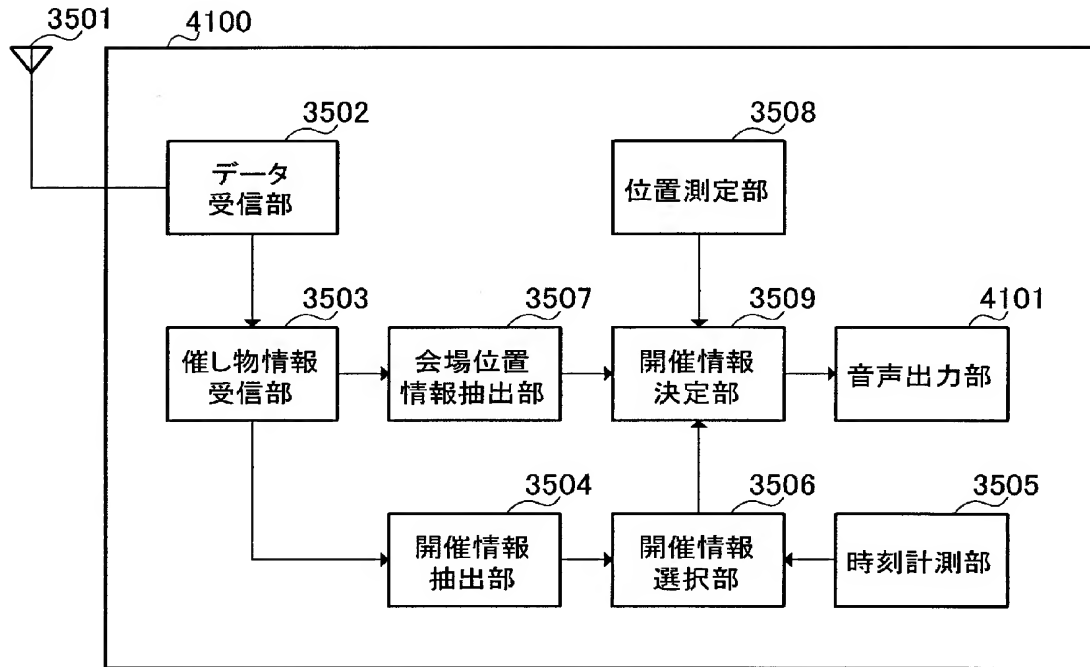 3501
4100
3502
データ
受信部
3508
位置測定部
3503
催し物情報
受信部
3507
会場位置
情報抽出部
3509
開催情報
決定部
4101
音声出力部
3504
開催情報
抽出部
3506
開催情報
選択部
3505
時刻計測部